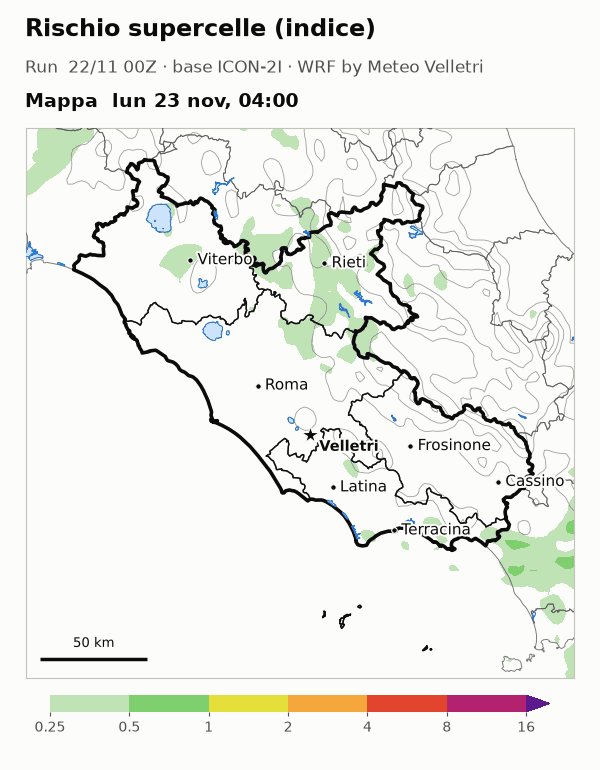 Rischio supercelle (indice)
Run  22/11 00Z · base ICON-2I · WRF by Meteo Velletri
Mappa  lun 23 nov, 04:00
Viterbo
Rieti
Roma
Velletri
Frosinone
Latina
Cassino
Terracina
50 km
0.25 0.5 1 2 4 8 16